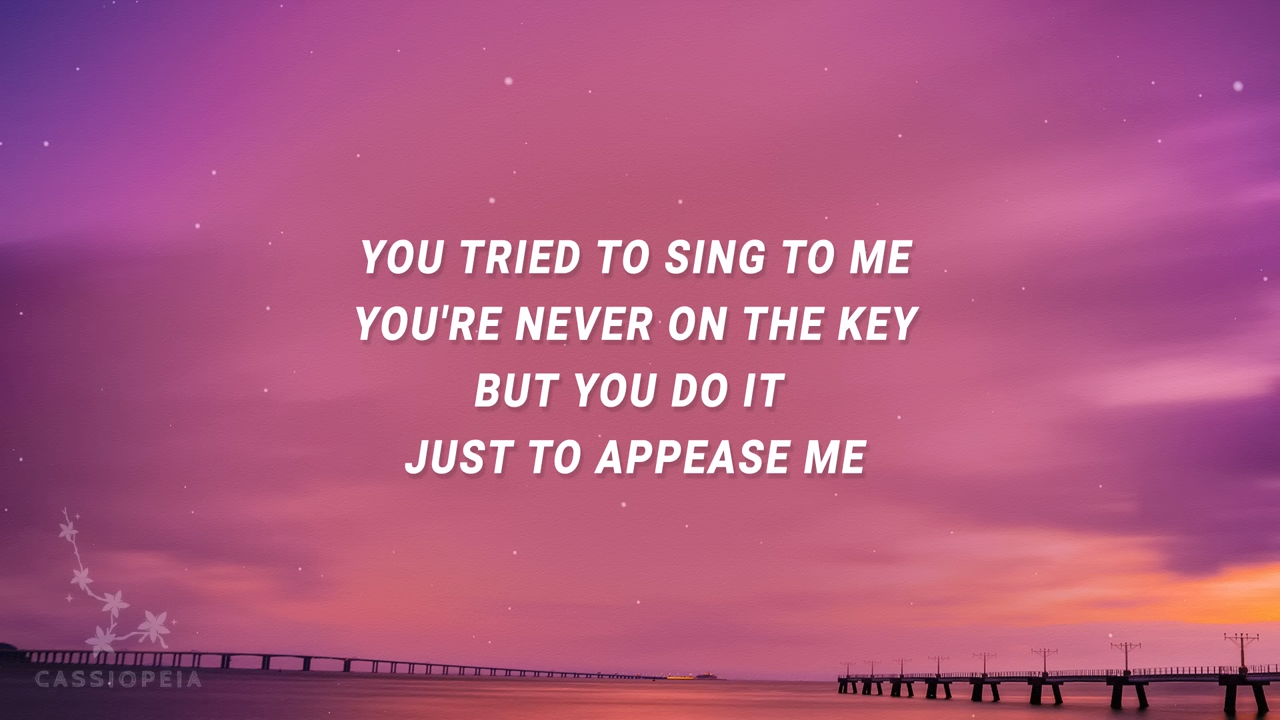 YOU TRIED TO SING TO ME
YOU'RE NEVER ON THE KEY
BUT YOU DO IT
JUST TO APPEASE ME
CASSIOPEIA